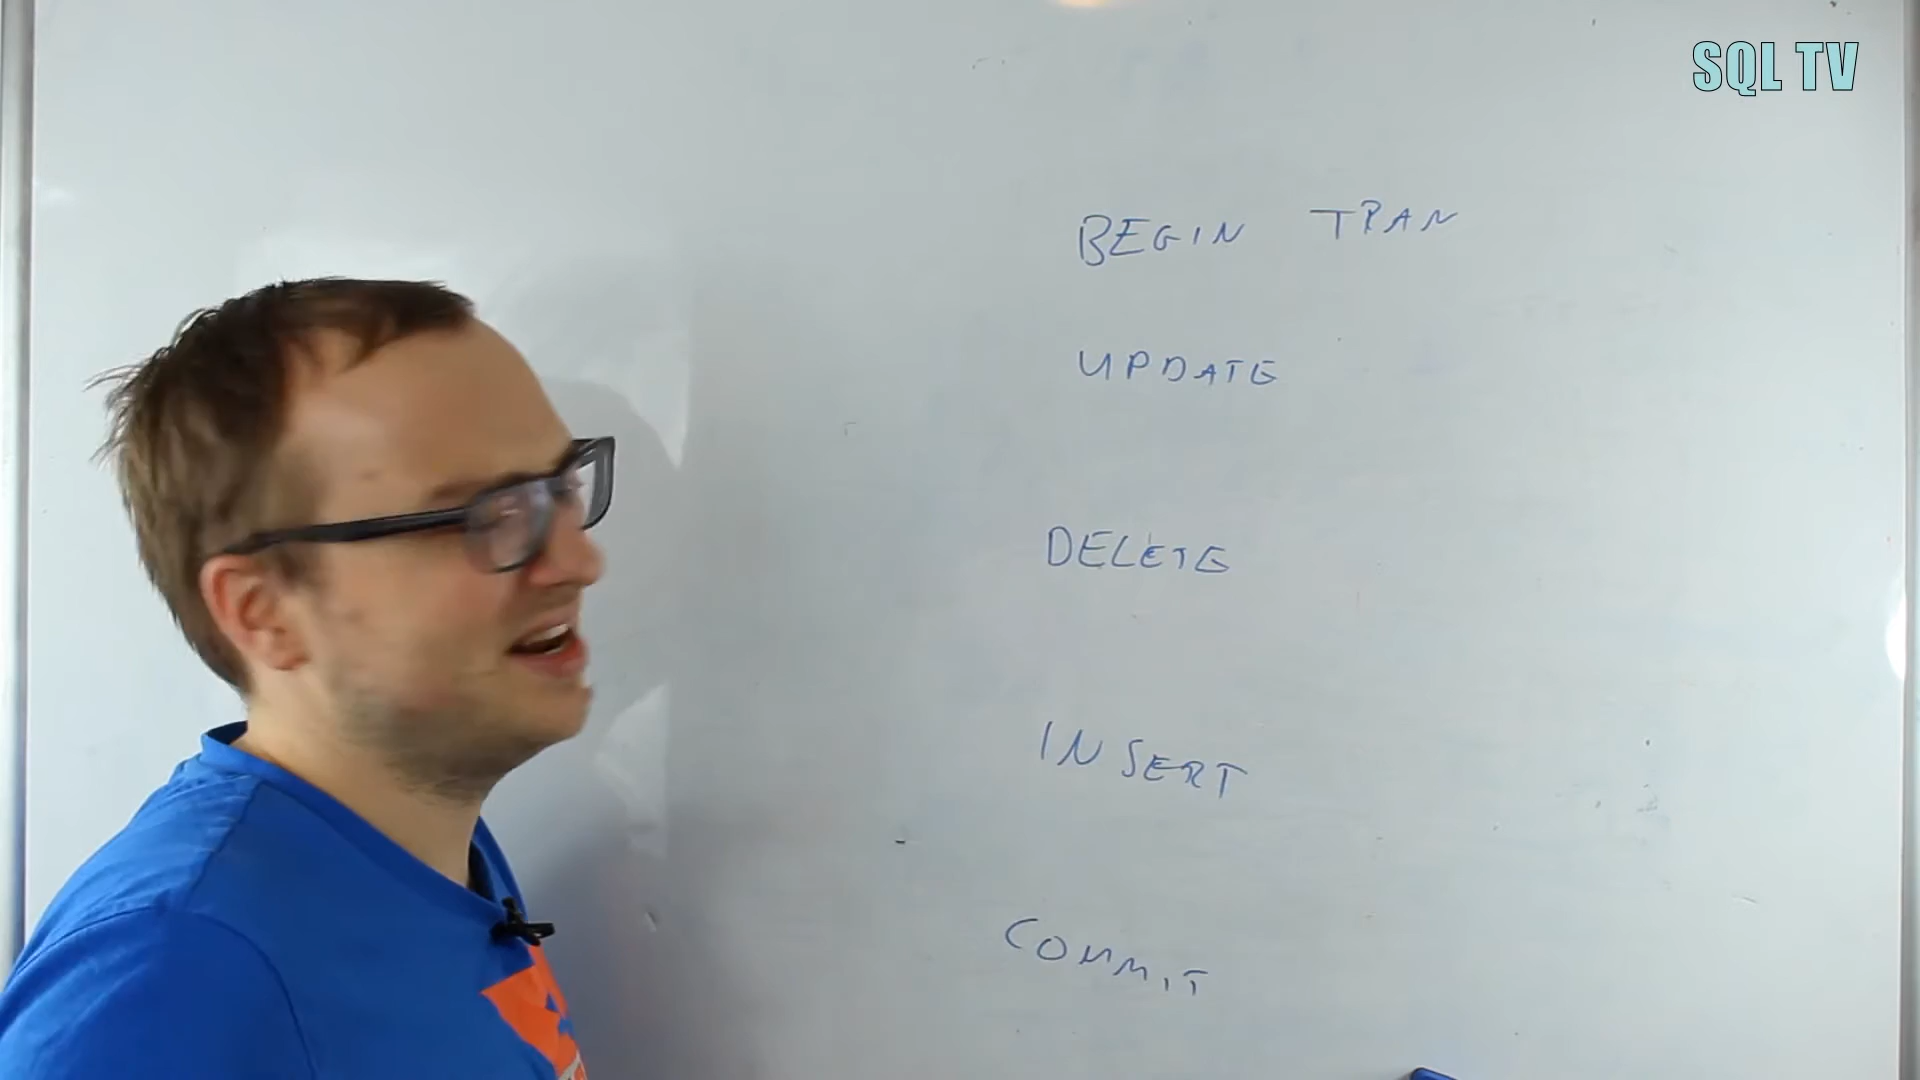 SQL TV
BEGIN TRAN
UPDATE
DELETE
INSERT
COMMIT